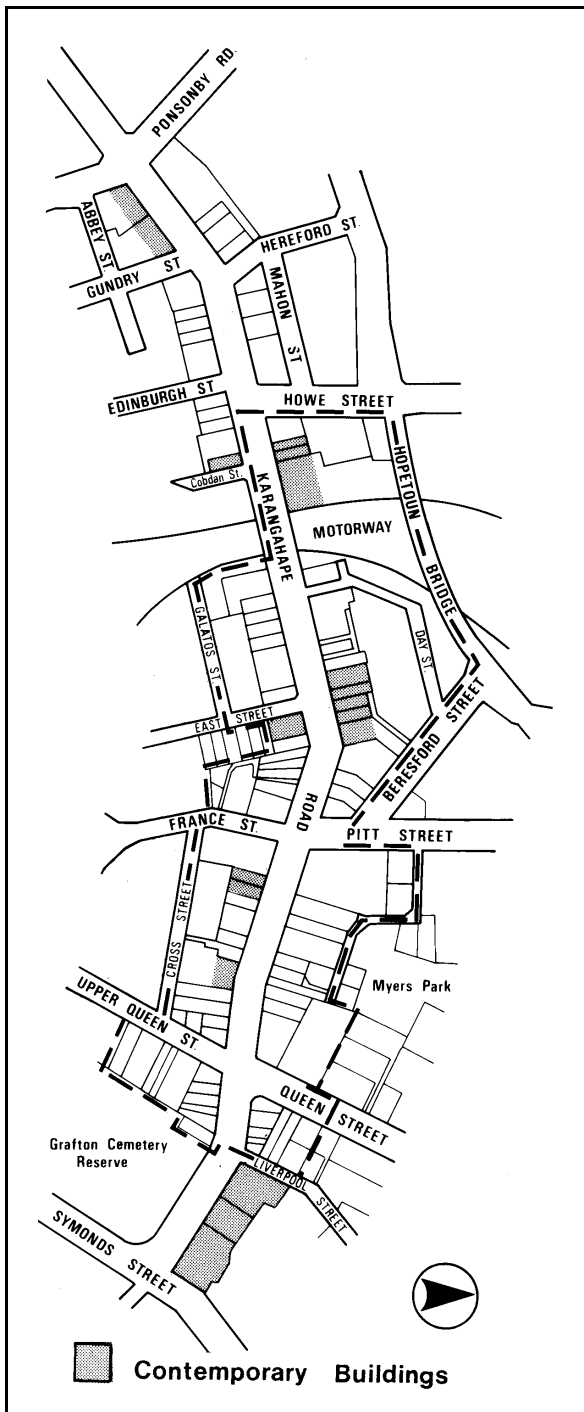 PONSONBY RD.
ABBEY ST.
HEREFORD ST.
GUNDRY ST
MAHON ST
EDINBURGH ST
HOWE STREET
Cobdan St.
KARANGAHAPE
HOPETOUN BRIDGE
MOTORWAY
GALATOS ST.
DAY ST.
EAST STREET
BERESFORD STREET
ROAD
FRANCE ST.
PITT STREET
CROSS STREET
Myers Park
UPPER QUEEN ST.
QUEEN STREET
Grafton Cemetery
Reserve
LIVERPOOL STREET
SYMONDS STREET
Contemporary Buildings